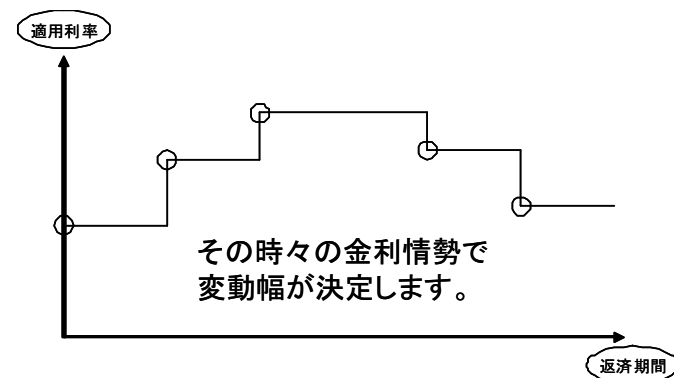 適用利率
その時々の金利情勢で
変動幅が決定します。
返済期間